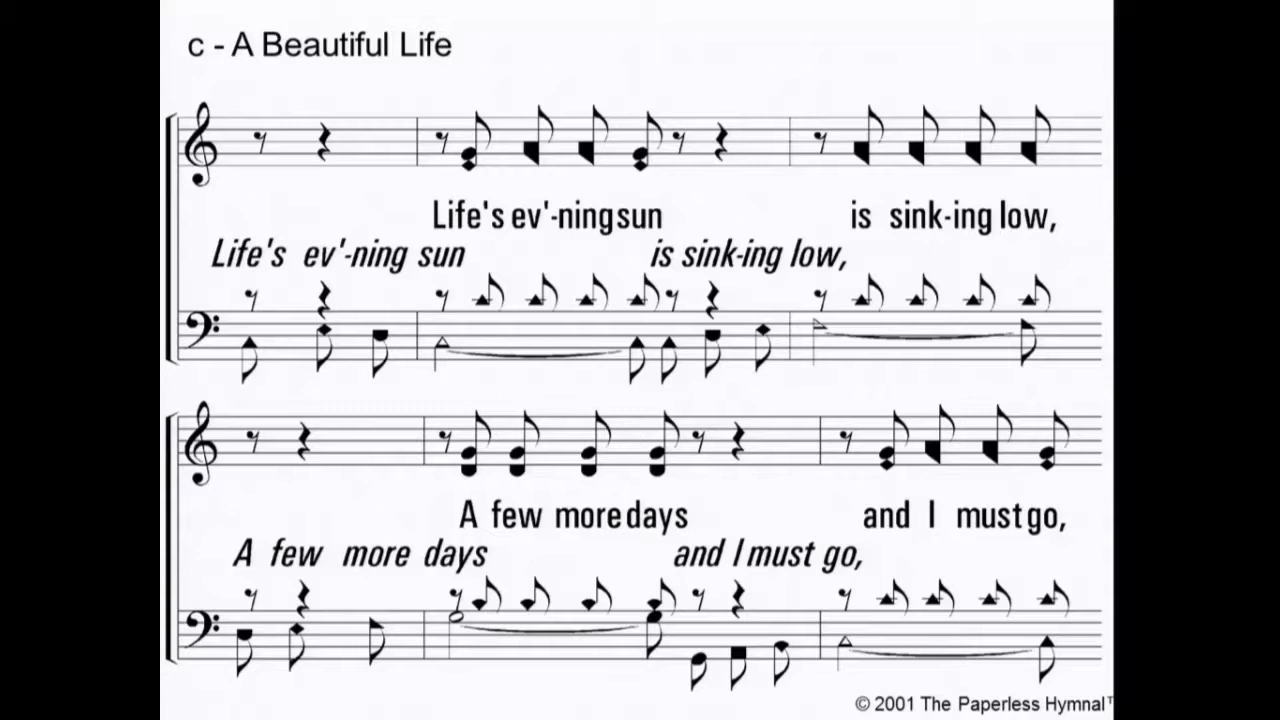 c - A Beautiful Life
Life's ev'-ning sun is sink-ing low,
Life's ev'-ning sun is sink-ing low,
A few more days and I must go,
A few more days and I must go,
© 2001 The Paperless Hymnal™